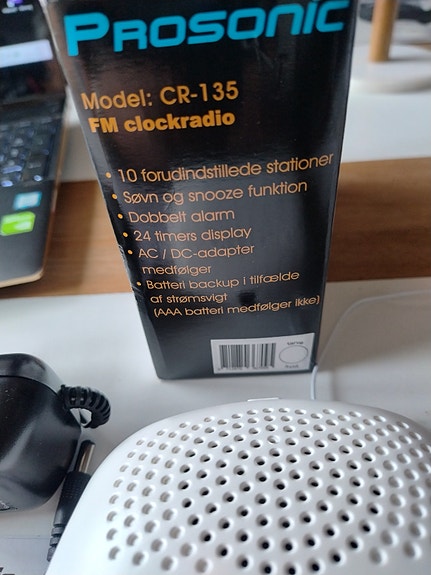 PROSONIC
Model: CR-135
FM clockradio
• 10 forudindstillede stationer
• Søvn og snooze funktion
• Dobbelt alarm
• 24 timers display
• AC / DC-adapter
medfølger
• Batteri backup i tilfælde
af strømsvigt
(AAA batteri medfølger ikke)